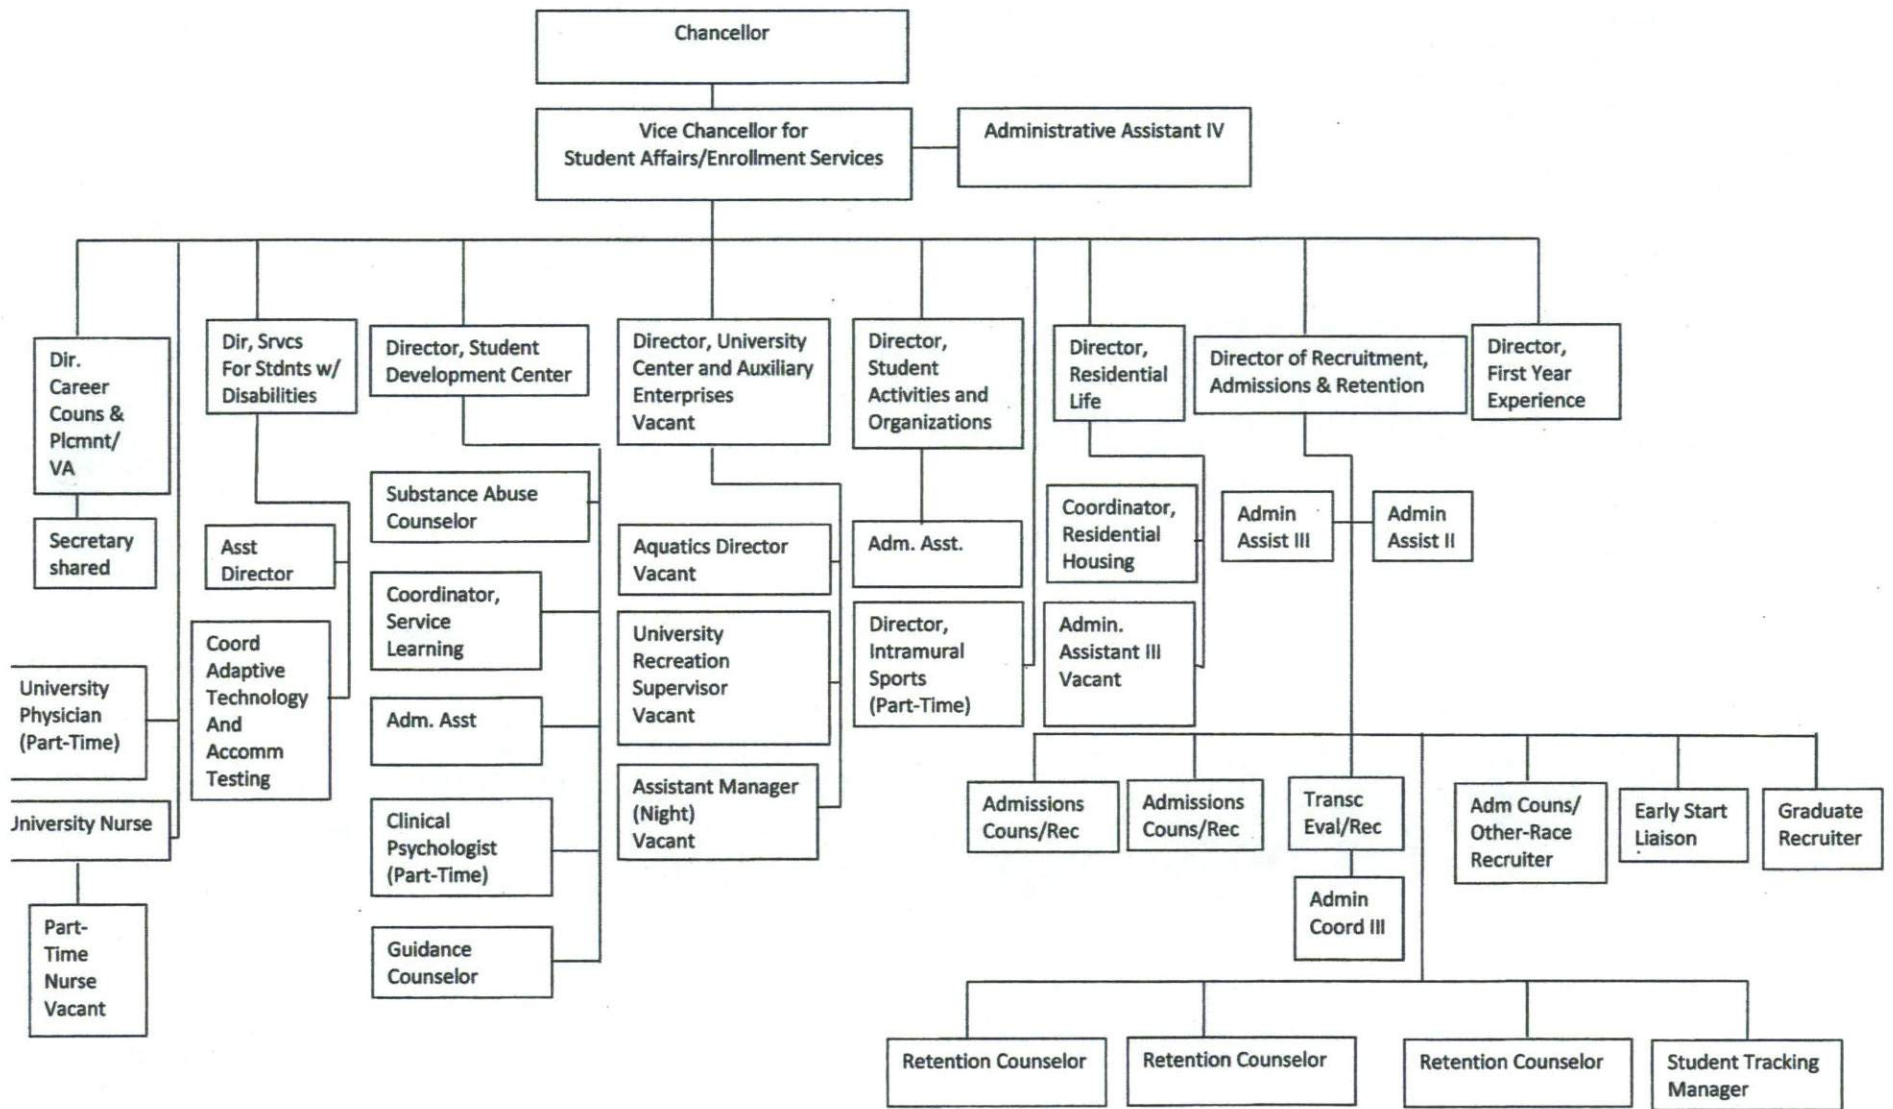 Chancellor
Vice Chancellor for
Student Affairs/Enrollment Services
Administrative Assistant IV
Dir.
Career
Couns &
Plcmnt/
VA
Dir, Srvcs
For Stdnts w/
Disabilities
Director, Student
Development Center
Director, University
Center and Auxiliary
Enterprises
Vacant
Director,
Student
Activities and
Organizations
Director,
Residential
Life
Director of Recruitment,
Admissions & Retention
Director,
First Year
Experience
Secretary
shared
Asst
Director
Substance Abuse
Counselor
Aquatics Director
Vacant
Adm. Asst.
Coordinator,
Residential
Housing
Admin
Assist III
Admin
Assist II
Coord
Adaptive
Technology
And
Accomm
Testing
Coordinator,
Service
Learning
University
Recreation
Supervisor
Vacant
Director,
Intramural
Sports
(Part-Time)
Admin.
Assistant III
Vacant
University
Physician
(Part-Time)
Adm. Asst
Assistant Manager
(Night)
Vacant
University Nurse
Clinical
Psychologist
(Part-Time)
Admissions
Couns/Rec
Admissions
Couns/Rec
Transc
Eval/Rec
Adm Couns/
Other-Race
Recruiter
Early Start
Liaison
Graduate
Recruiter
Part-
Time
Nurse
Vacant
Guidance
Counselor
Admin
Coord III
Retention Counselor
Retention Counselor
Retention Counselor
Student Tracking
Manager